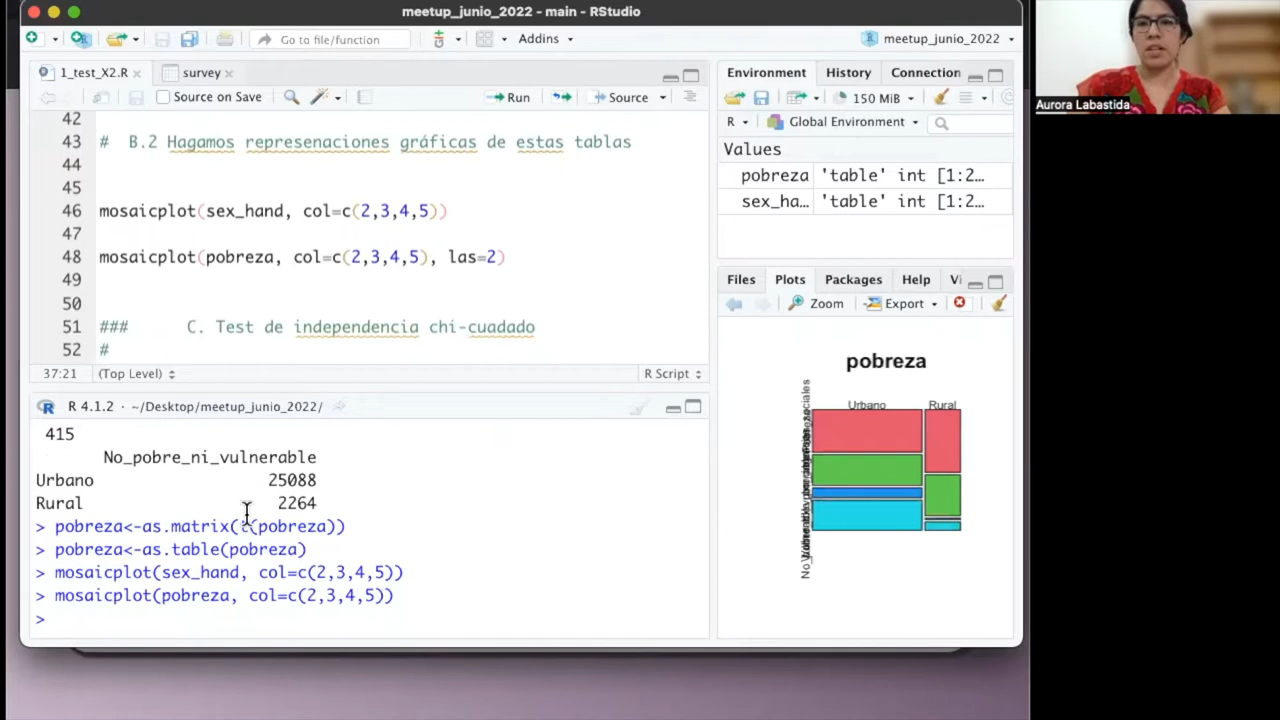 meetup_junio_2022 - main - RStudio
Go to file/function
Addins
meetup_junio_2022
1_test_X2.R
survey
Source on Save
Run
Source
42
43 # B.2 Hagamos represenaciones gráficas de estas tablas
44
45
46 mosaicplot(sex_hand, col=c(2,3,4,5))
47
48 mosaicplot(pobreza, col=c(2,3,4,5), las=2)
49
50
51 ### C. Test de independencia chi-cuadado
52 #
37:21 (Top Level) R Script
R 4.1.2 · ~/Desktop/meetup_junio_2022/
415
No_pobre_ni_vulnerable
Urbano 25088
Rural 2264
> pobreza<-as.matrix(t(pobreza))
> pobreza<-as.table(pobreza)
> mosaicplot(sex_hand, col=c(2,3,4,5))
> mosaicplot(pobreza, col=c(2,3,4,5))
>
Environment History Connection
150 MiB
R Global Environment
Values
pobreza 'table' int [1:2…
sex_ha… 'table' int [1:2…
Files Plots Packages Help Vi
Zoom Export
pobreza
Urbano Rural
Aurora Labastida